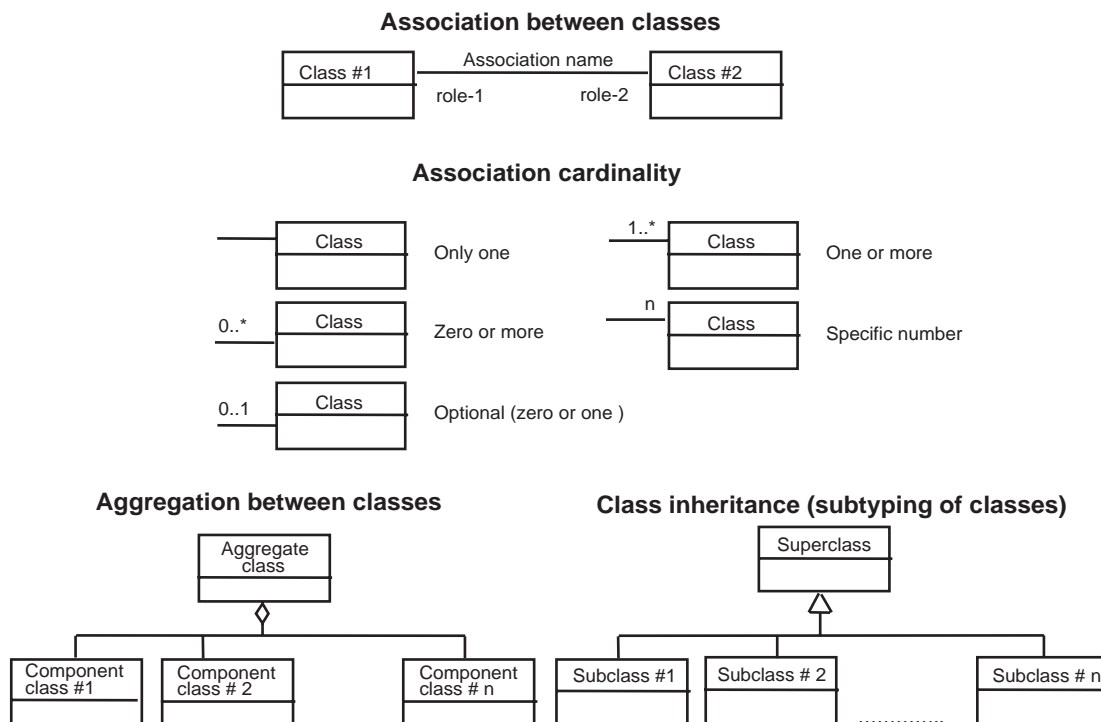 Association between classes
Class #1
Association name
Class #2
role-1
role-2
Association cardinality
Class
Only one
1..*
Class
One or more
0..*
Class
Zero or more
n
Class
Specific number
0..1
Class
Optional (zero or one )
Aggregation between classes
Aggregate
class
Component
class #1
Component
class # 2
Component
class # n
Class inheritance (subtyping of classes)
Superclass
Subclass #1
Subclass # 2
...............
Subclass # n